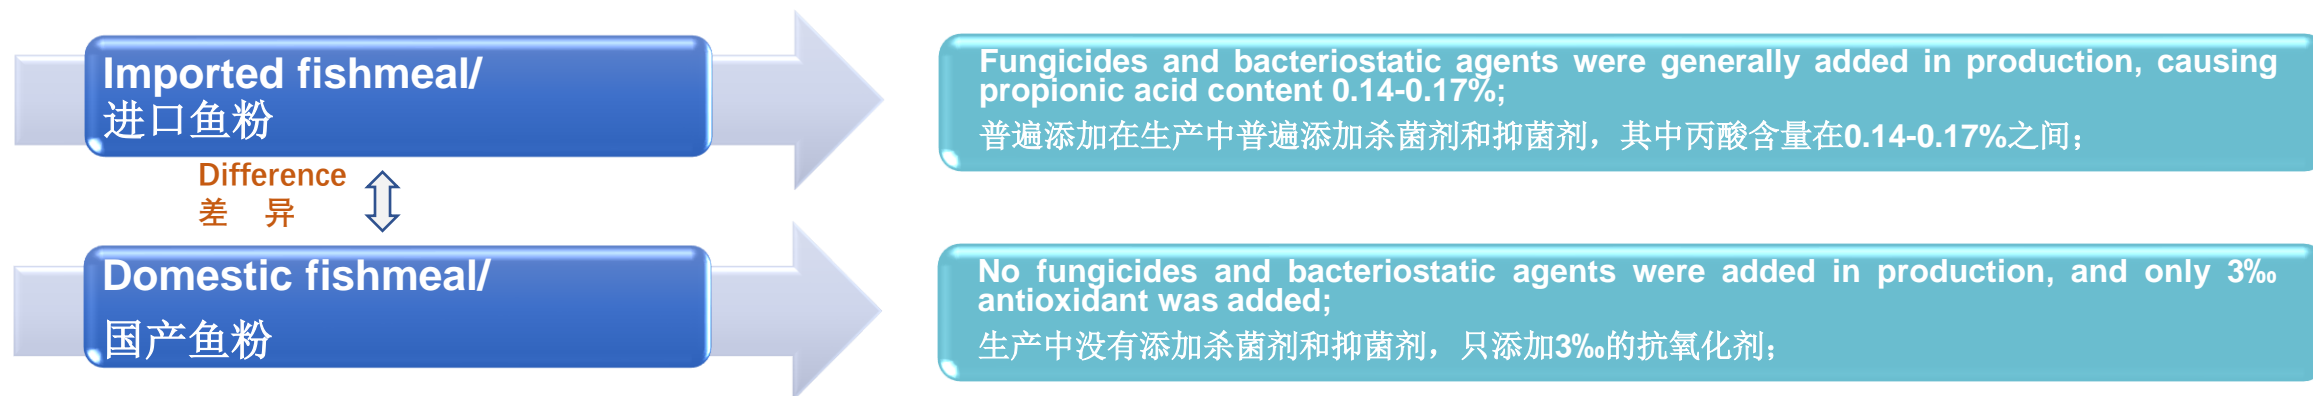 Imported fishmeal/
进口鱼粉
Fungicides and bacteriostatic agents were generally added in production, causing
propionic acid content 0.14-0.17%;
普遍添加在生产中普遍添加杀菌剂和抑菌剂，其中丙酸含量在0.14-0.17%之间；
Difference
差 异
Domestic fishmeal/
国产鱼粉
No fungicides and bacteriostatic agents were added in production, and only 3‰
antioxidant was added;
生产中没有添加杀菌剂和抑菌剂，只添加3‰的抗氧化剂；